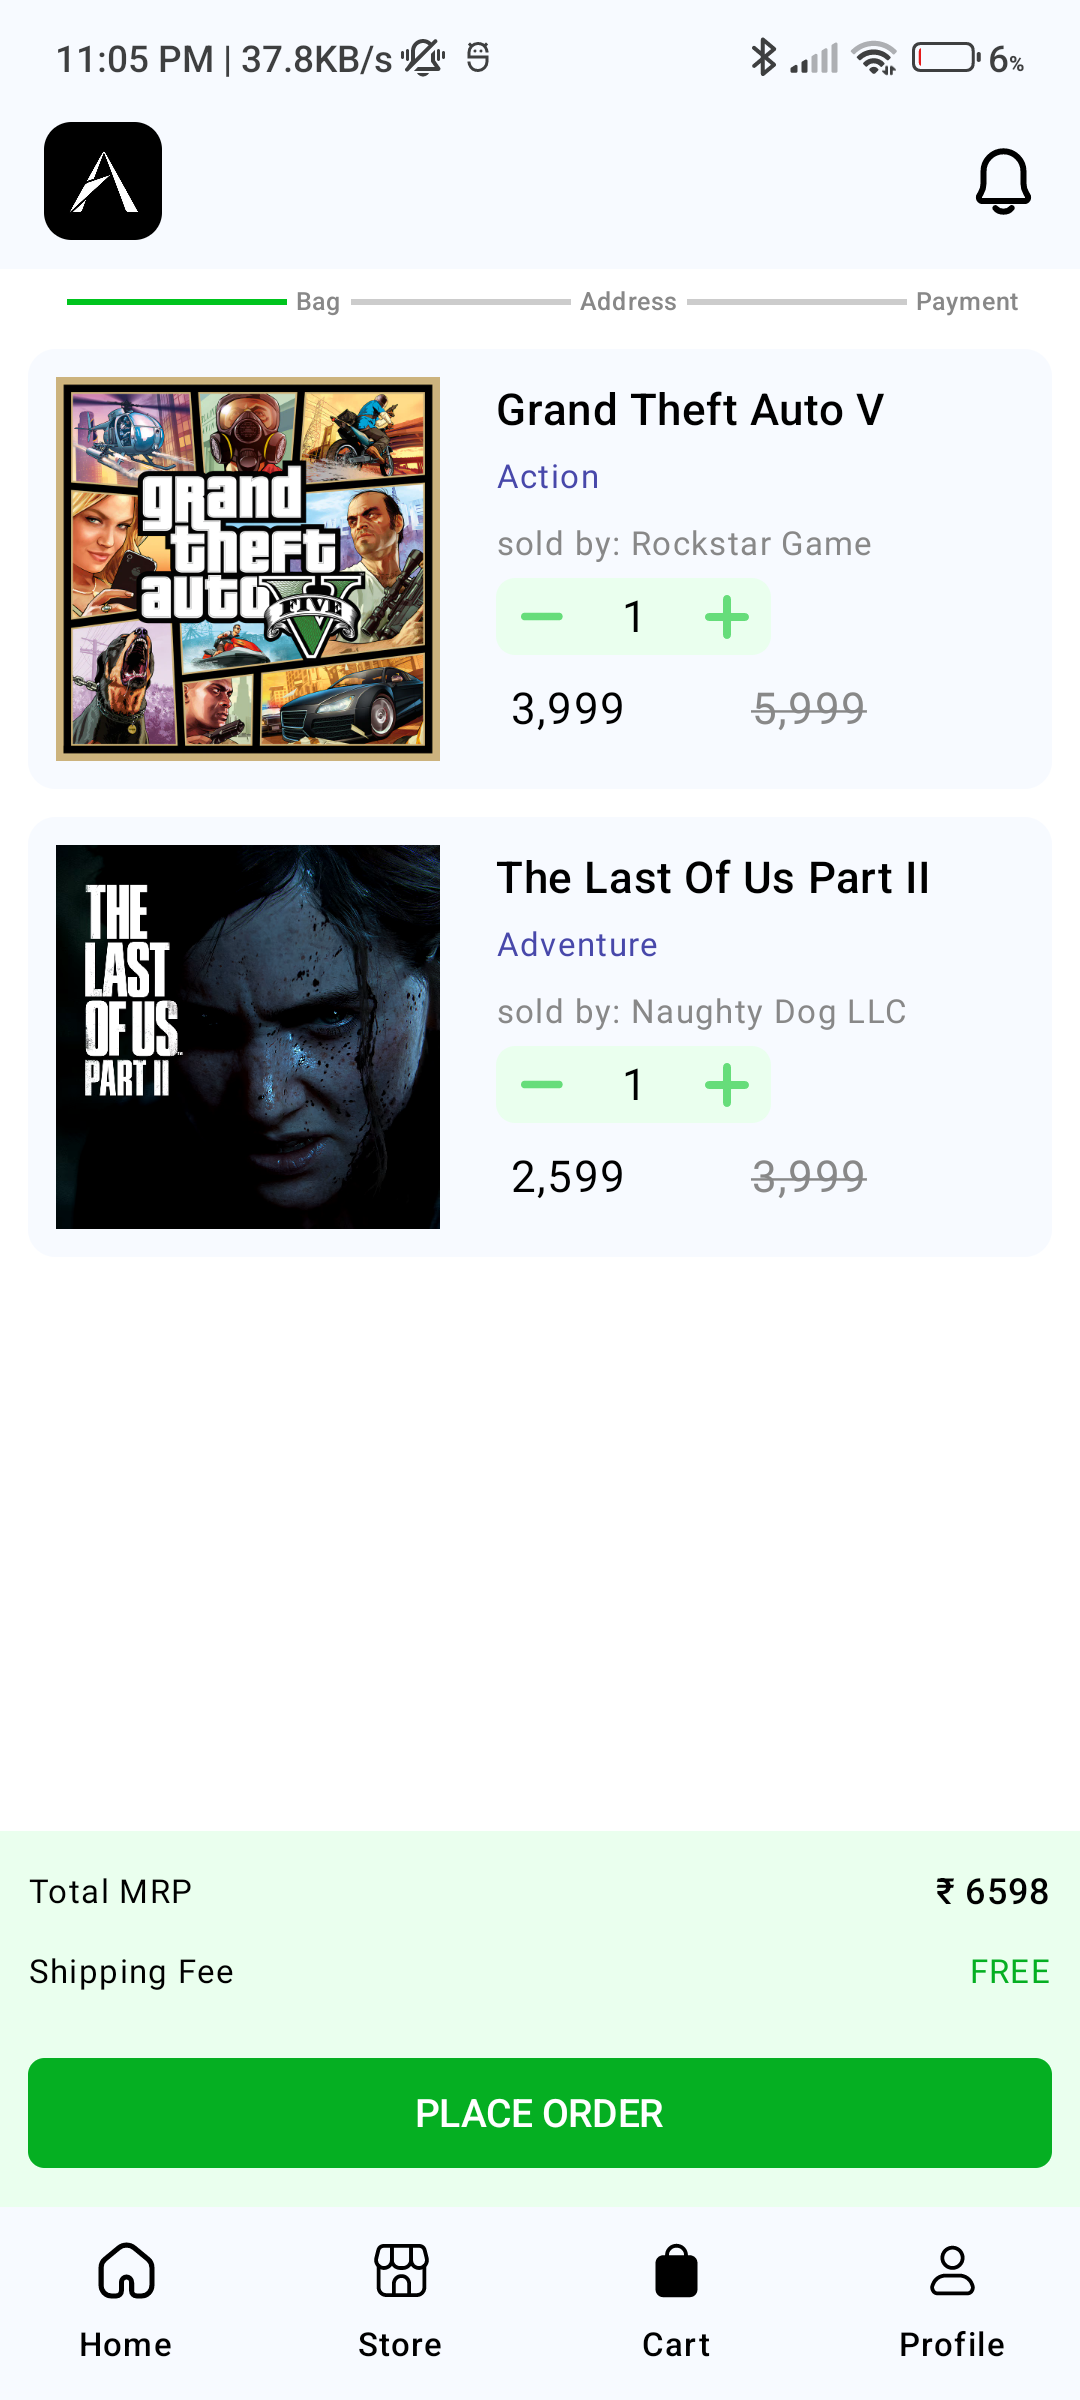 11:05 PM | 37.8KB/s 6%
Bag Address Payment
grand
theft
auto
FIVE
Grand Theft Auto V
Action
sold by: Rockstar Game
1
3,999 5,999
THE
LAST
OF US
PART II
The Last Of Us Part II
Adventure
sold by: Naughty Dog LLC
1
2,599 3,999
Total MRP ₹ 6598
Shipping Fee FREE
PLACE ORDER
Home Store Cart Profile